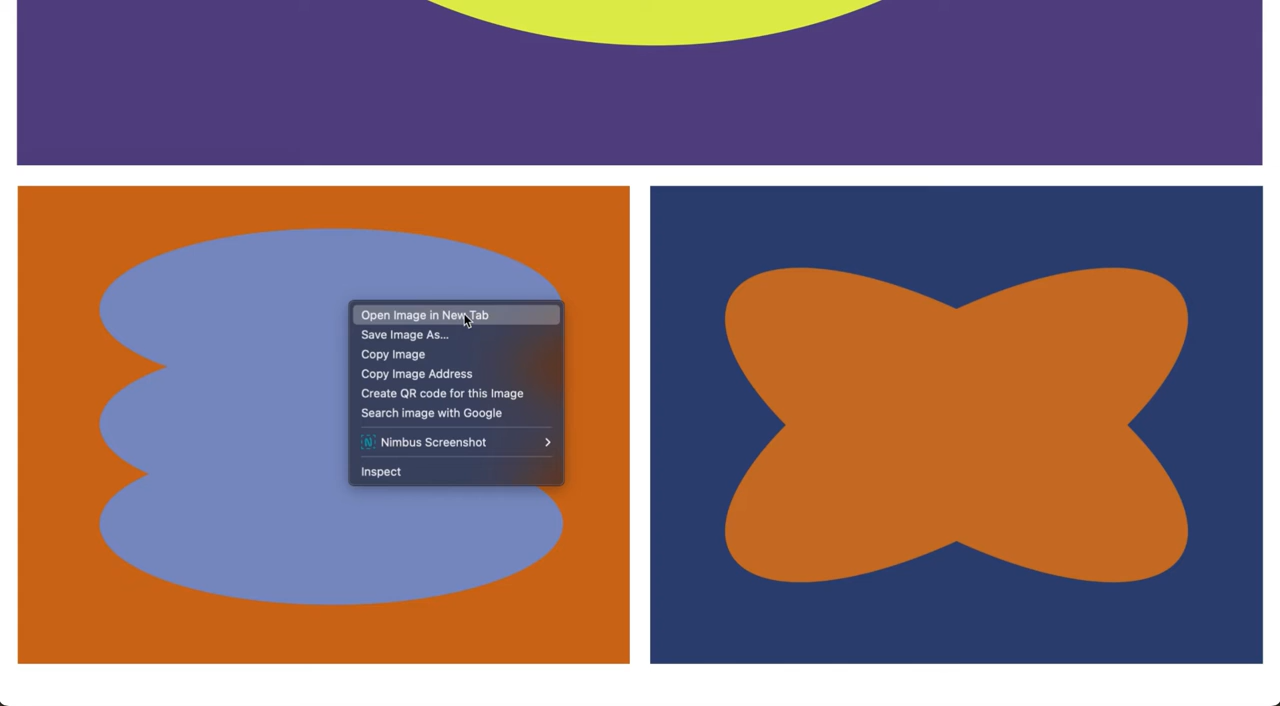 Open Image in New Tab
Save Image As...
Copy Image
Copy Image Address
Create QR code for this Image
Search image with Google
N Nimbus Screenshot
Inspect